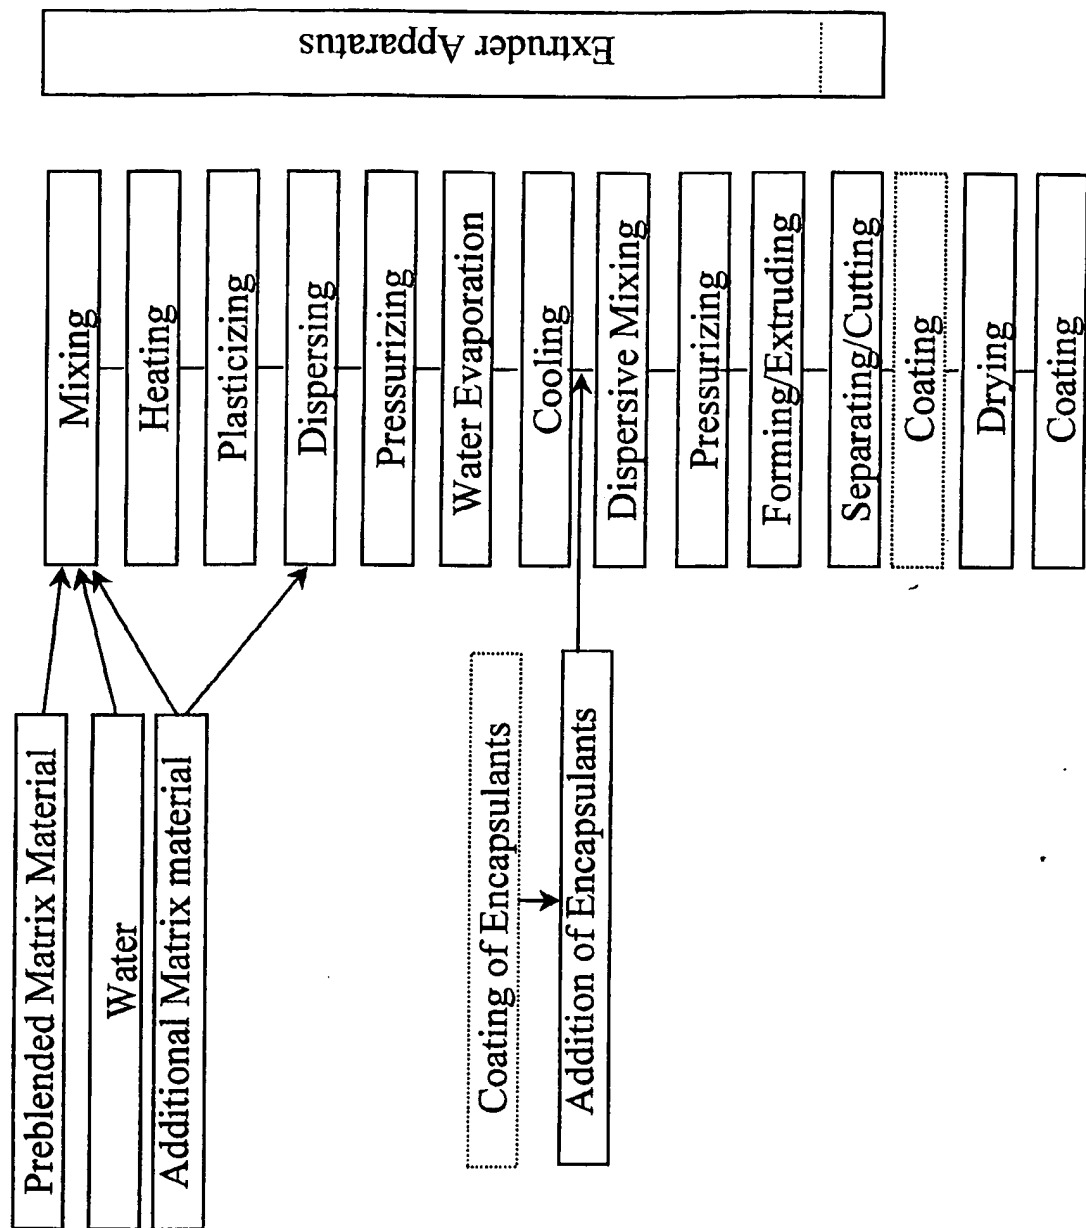 Preblended Matrix Material
Water
Additional Matrix material
Coating of Encapsulants
Addition of Encapsulants
Mixing
Heating
Plasticizing
Dispersing
Pressurizing
Water Evaporation
Cooling
Dispersive Mixing
Pressurizing
Forming/Extruding
Separating/Cutting
Coating
Drying
Coating
Extruder Apparatus